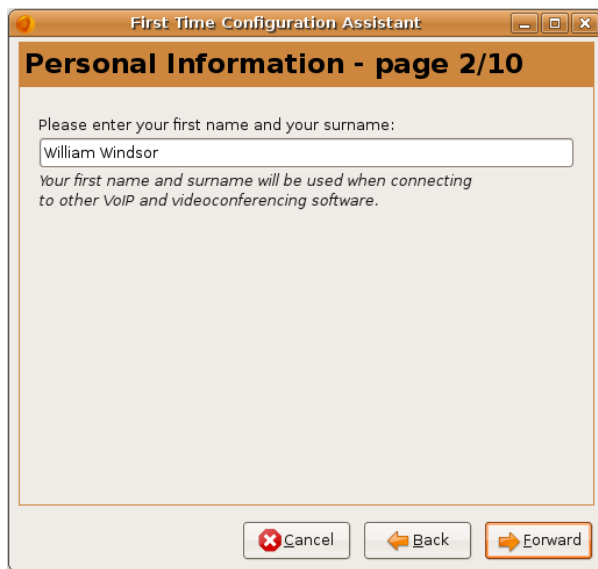 First Time Configuration Assistant
Personal Information - page 2/10
Please enter your first name and your surname:
William Windsor
Your first name and surname will be used when connecting
to other VoIP and videoconferencing software.
Cancel
Back
Forward